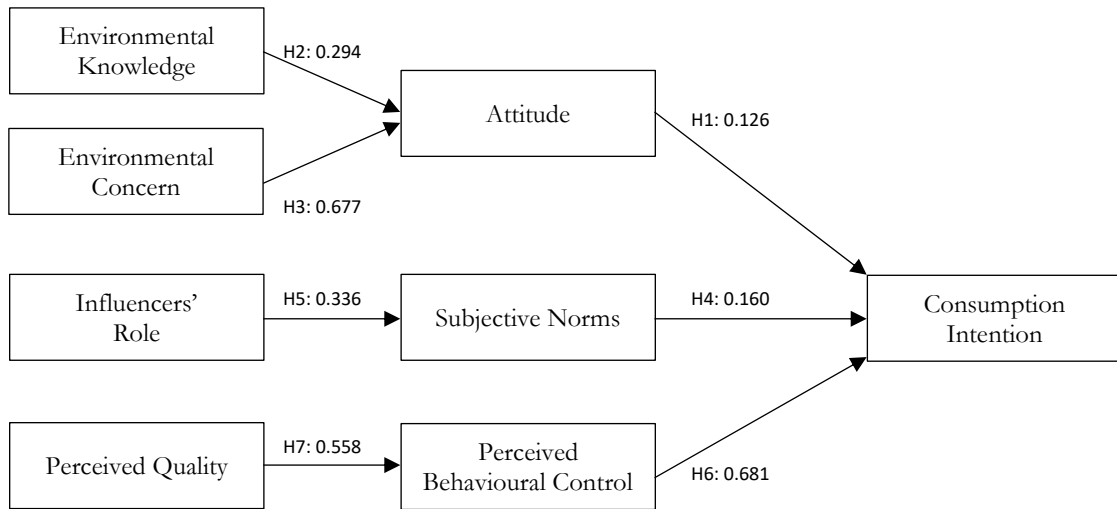 Environmental
Knowledge
H2: 0.294
Attitude
H1: 0.126
Environmental
Concern
H3: 0.677
Influencers’
Role
H5: 0.336
Subjective Norms
H4: 0.160
Consumption
Intention
Perceived Quality
H7: 0.558
Perceived
Behavioural Control
H6: 0.681